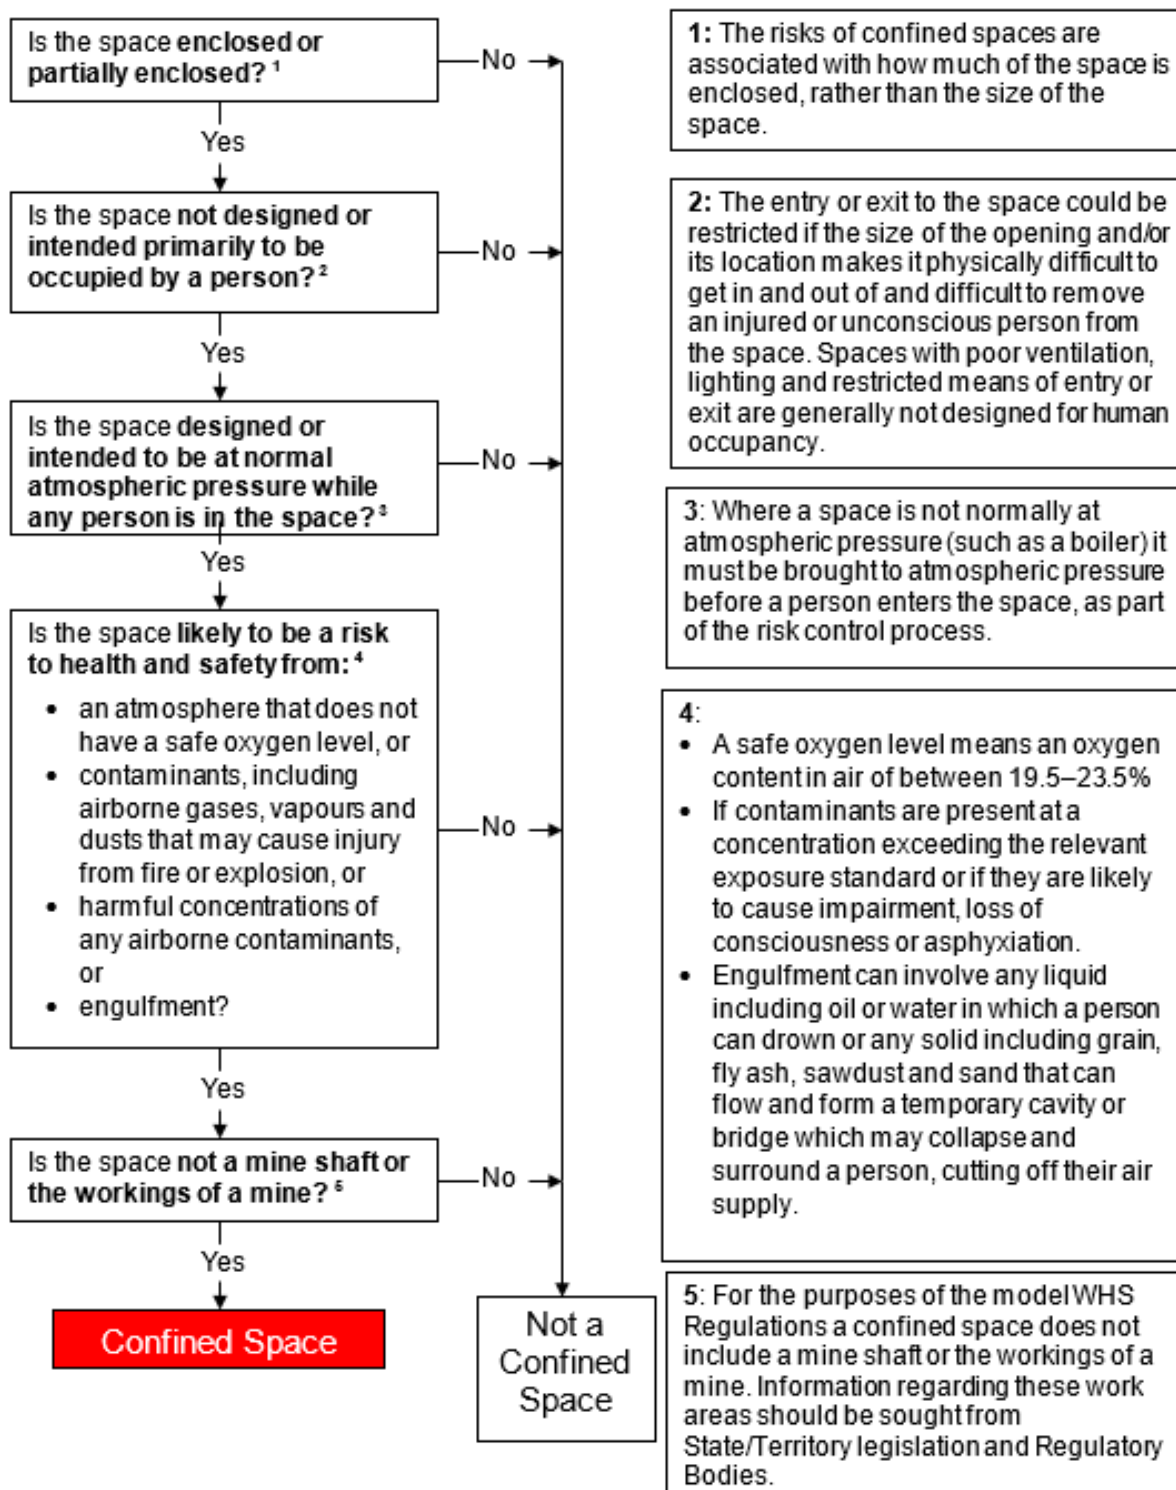 Is the space enclosed or
partially enclosed? 1
No
Yes
Is the space not designed or
intended primarily to be
occupied by a person? 2
No
Yes
Is the space designed or
intended to be at normal
atmospheric pressure while
any person is in the space? 3
No
Yes
Is the space likely to be a risk
to health and safety from: 4
• an atmosphere that does not
have a safe oxygen level, or
• contaminants, including
airborne gases, vapours and
dusts that may cause injury
from fire or explosion, or
• harmful concentrations of
any airborne contaminants,
or
• engulfment?
No
Yes
Is the space not a mine shaft or
the workings of a mine? 5
No
Yes
Confined Space
Not a
Confined
Space
1: The risks of confined spaces are
associated with how much of the space is
enclosed, rather than the size of the
space.
2: The entry or exit to the space could be
restricted if the size of the opening and/or
its location makes it physically difficult to
get in and out of and difficult to remove
an injured or unconscious person from
the space. Spaces with poor ventilation,
lighting and restricted means of entry or
exit are generally not designed for human
occupancy.
3: Where a space is not normally at
atmospheric pressure (such as a boiler) it
must be brought to atmospheric pressure
before a person enters the space, as part
of the risk control process.
4:
• A safe oxygen level means an oxygen
content in air of between 19.5–23.5%
• If contaminants are present at a
concentration exceeding the relevant
exposure standard or if they are likely
to cause impairment, loss of
consciousness or asphyxiation.
• Engulfment can involve any liquid
including oil or water in which a person
can drown or any solid including grain,
fly ash, sawdust and sand that can
flow and form a temporary cavity or
bridge which may collapse and
surround a person, cutting off their air
supply.
5: For the purposes of the model WHS
Regulations a confined space does not
include a mine shaft or the workings of a
mine. Information regarding these work
areas should be sought from
State/Territory legislation and Regulatory
Bodies.